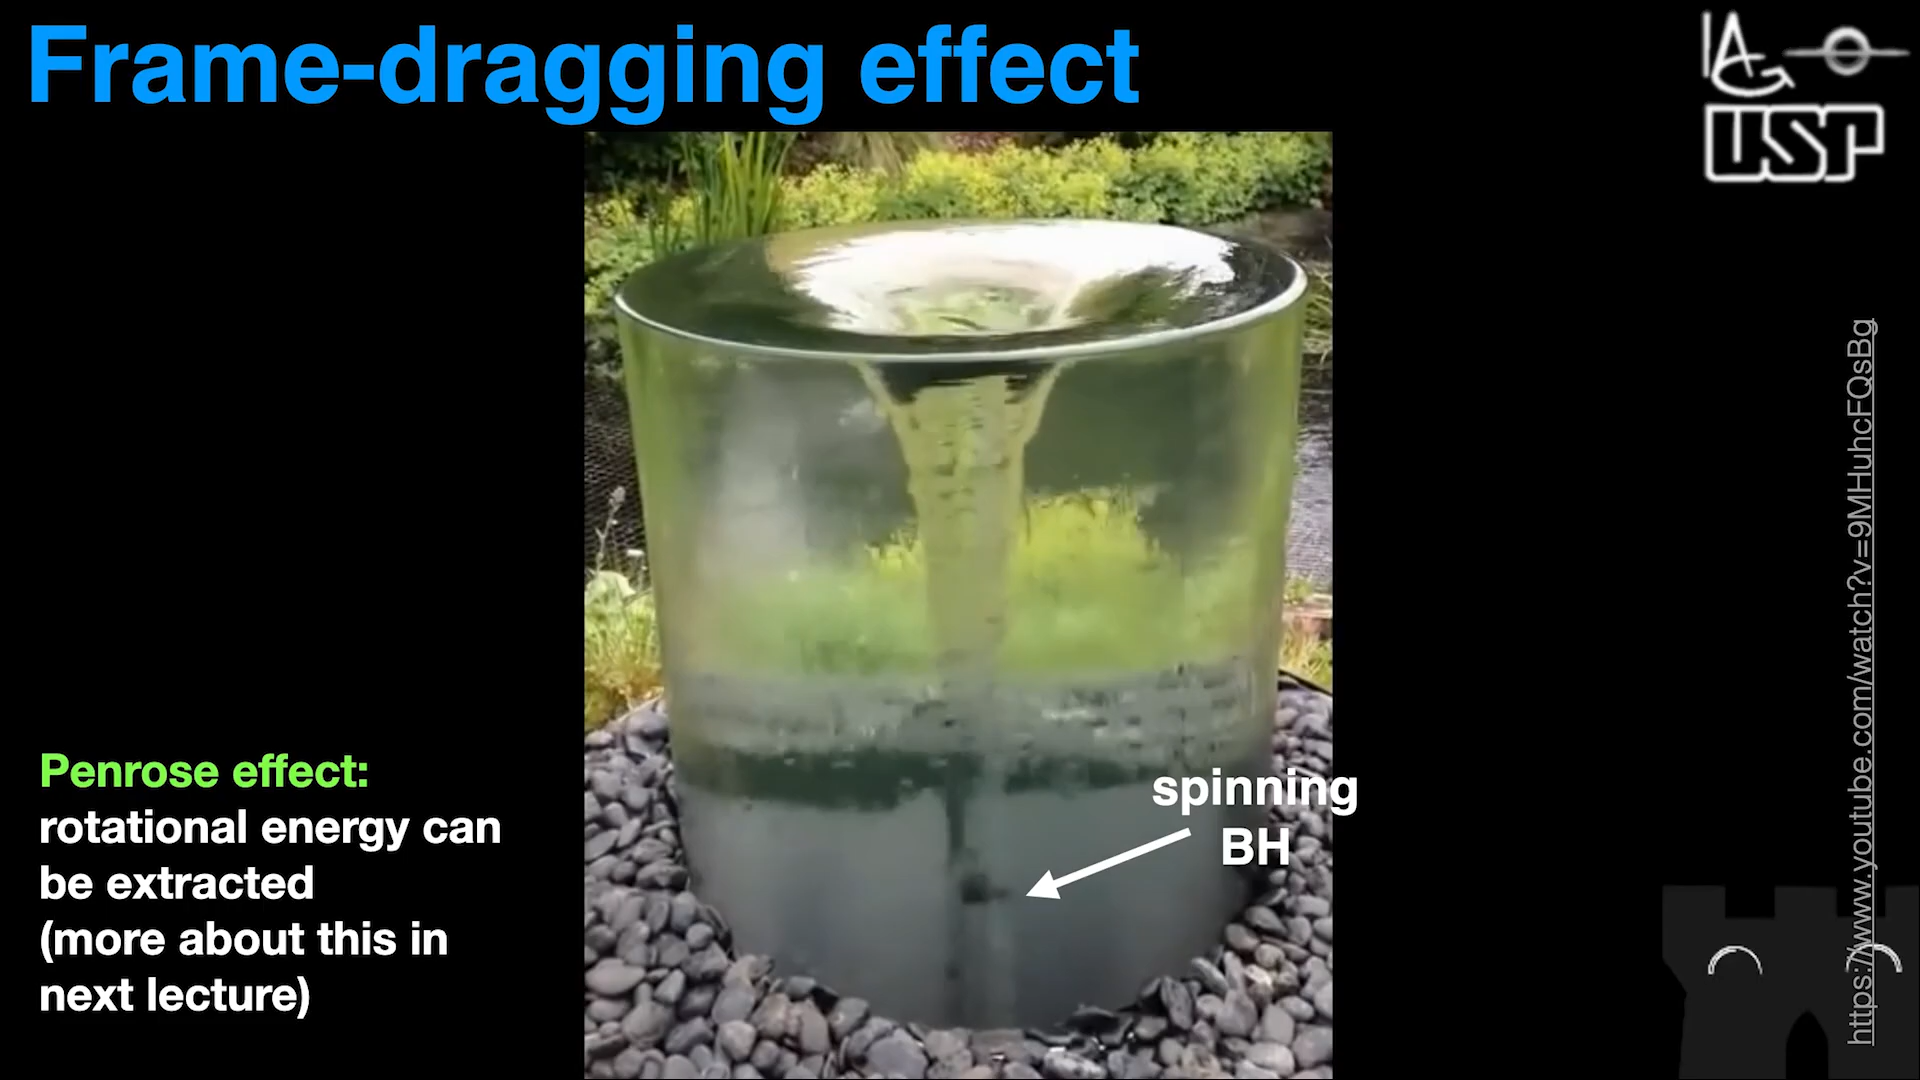 Frame-dragging effect
IAG
USP
Penrose effect:
rotational energy can
be extracted
(more about this in
next lecture)
spinning
BH
https://www.youtube.com/watch?v=9MHuhcFQsBg